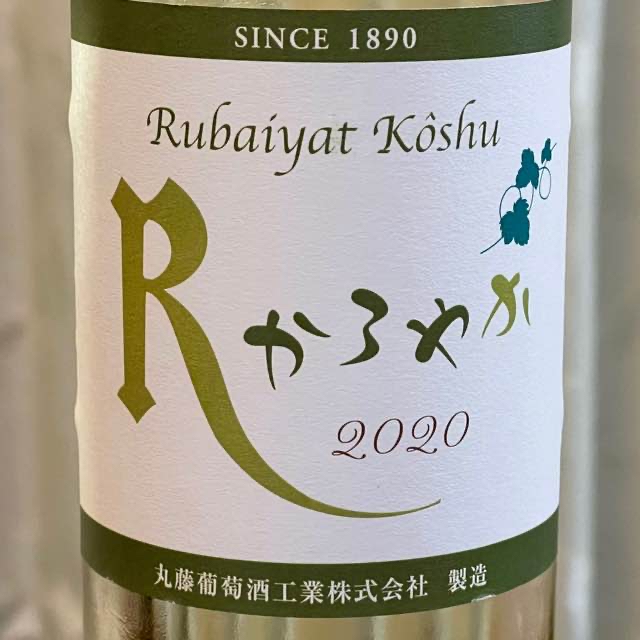 SINCE 1890
Rubaiyat Kôshu
R
かろやか
2020
丸藤葡萄酒工業株式会社 製造